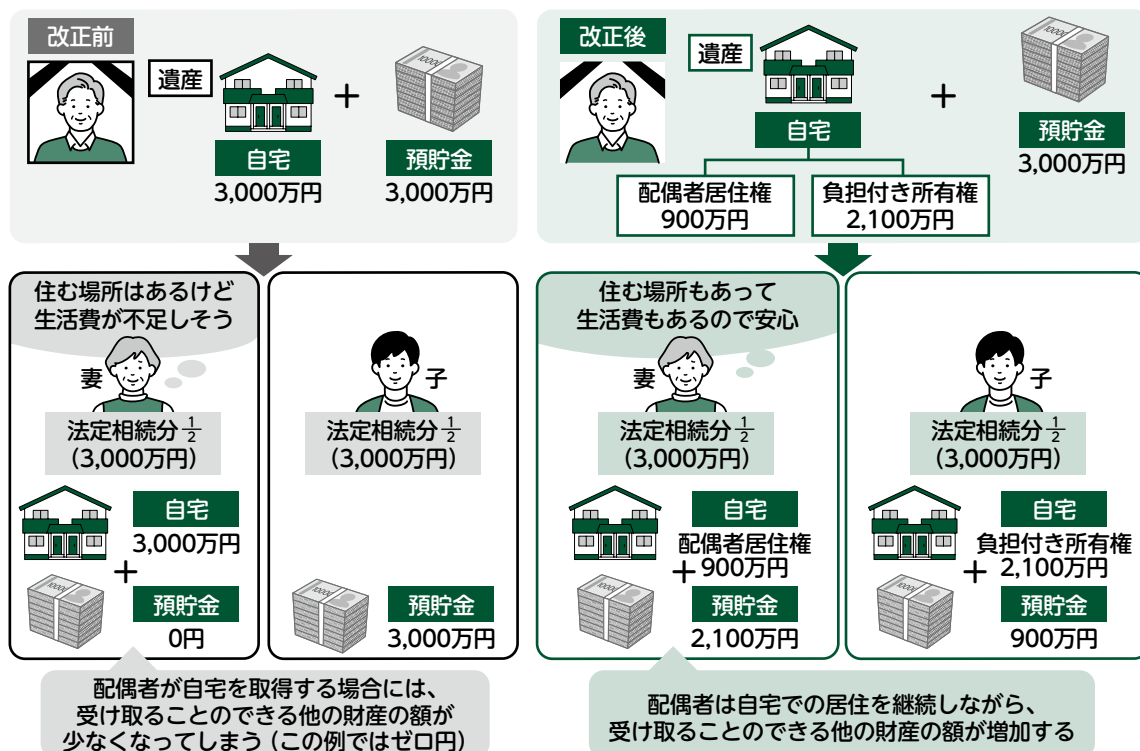 改正前
遺産
自宅
3,000万円
+
預貯金
3,000万円
住む場所はあるけど
生活費が不足しそう
妻
法定相続分1/2
(3,000万円)
自宅
3,000万円
+
預貯金
0円
子
法定相続分1/2
(3,000万円)
預貯金
3,000万円
配偶者が自宅を取得する場合には、
受け取ることのできる他の財産の額が
少なくなってしまう(この例ではゼロ円)
改正後
遺産
自宅
+
預貯金
3,000万円
配偶者居住権
900万円
負担付き所有権
2,100万円
住む場所もあって
生活費もあるので安心
妻
法定相続分1/2
(3,000万円)
自宅
配偶者居住権
900万円
+
預貯金
2,100万円
子
法定相続分1/2
(3,000万円)
自宅
負担付き所有権
2,100万円
+
預貯金
900万円
配偶者は自宅での居住を継続しながら、
受け取ることのできる他の財産の額が増加する